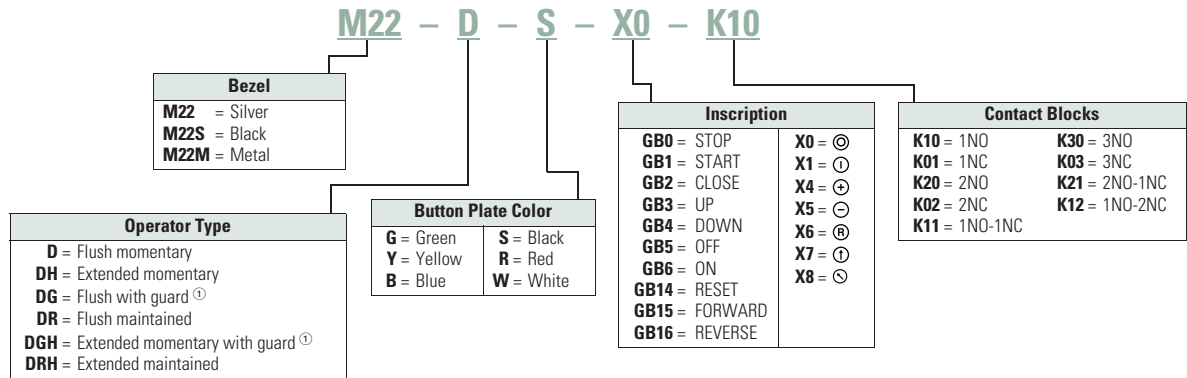 M22 – D – S – X0 – K10
Bezel
M22 = Silver
M22S = Black
M22M = Metal
Operator Type
D = Flush momentary
DH = Extended momentary
DG = Flush with guard ①
DR = Flush maintained
DGH = Extended momentary with guard ①
DRH = Extended maintained
Button Plate Color
G = Green
Y = Yellow
B = Blue
S = Black
R = Red
W = White
Inscription
GB0 = STOP
GB1 = START
GB2 = CLOSE
GB3 = UP
GB4 = DOWN
GB5 = OFF
GB6 = ON
GB14 = RESET
GB15 = FORWARD
GB16 = REVERSE
X0 = ◎
X1 = ⏼
X4 = ⊕
X5 = ⊖
X6 = Ⓡ
X7 = ⓛ
X8 = ⦸
Contact Blocks
K10 = 1NO
K01 = 1NC
K20 = 2NO
K02 = 2NC
K11 = 1NO-1NC
K30 = 3NO
K03 = 3NC
K21 = 2NO-1NC
K12 = 1NO-2NC